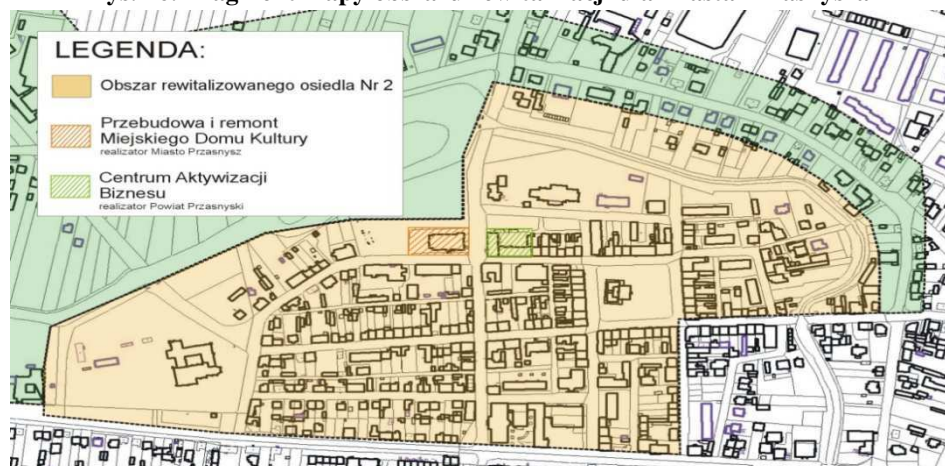 LEGENDA:
Obszar rewitalizowanego osiedla Nr 2
Przebudowa i remont
Miejskiego Domu Kultury
realizator Miasto Przasnysz
Centrum Aktywizacji
Biznesu
realizator Powiat Przasnyski